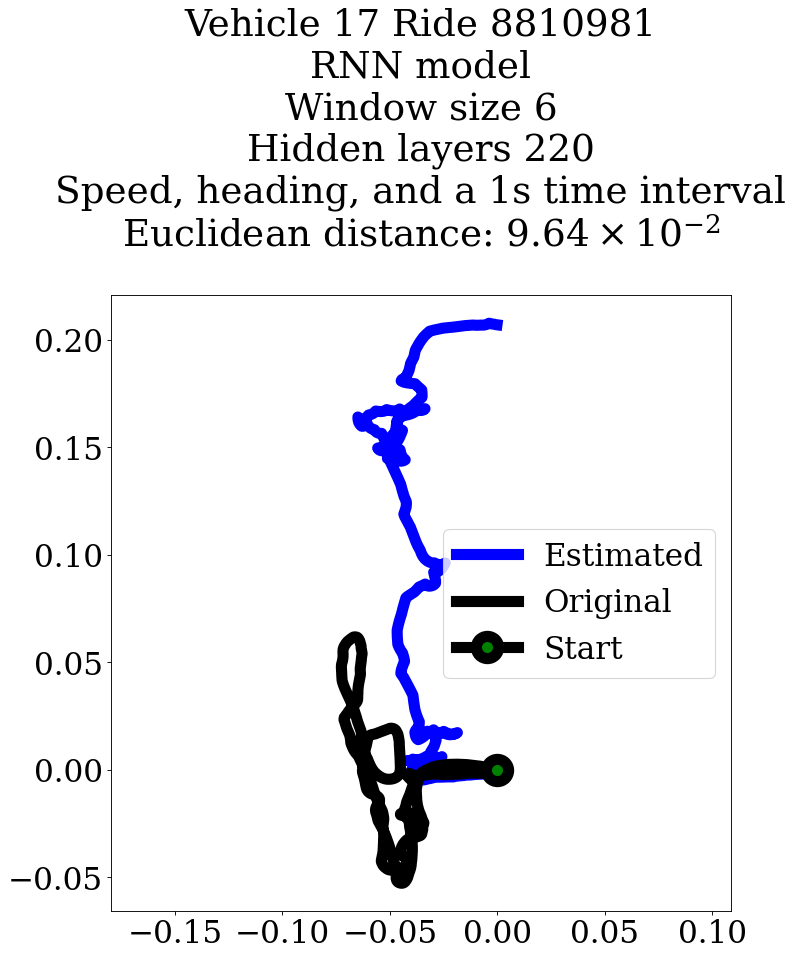 Vehicle 17 Ride 8810981
RNN model
Window size 6
Hidden layers 220
Speed, heading, and a 1s time interval
Euclidean distance: 9.64 × 10⁻²
0.20
0.15
0.10
0.05
0.00
−0.05
Estimated
Original
Start
−0.15 −0.10 −0.05 0.00 0.05 0.10